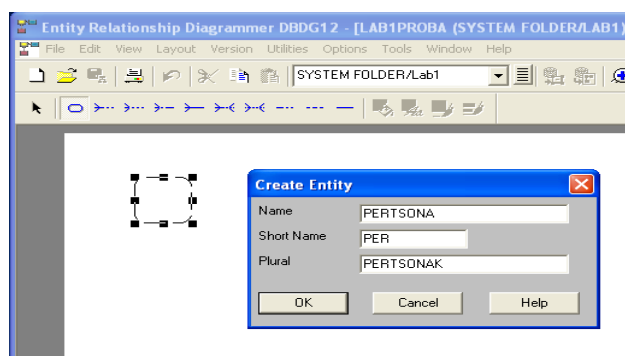 Entity Relationship Diagrammer DBDG12 - [LAB1PROBA (SYSTEM FOLDER/LAB1)
File Edit View Layout Version Utilities Options Tools Window Help
SYSTEM FOLDER/Lab1
Create Entity
Name PERTSONA
Short Name PER
Plural PERTSONAK
OK Cancel Help